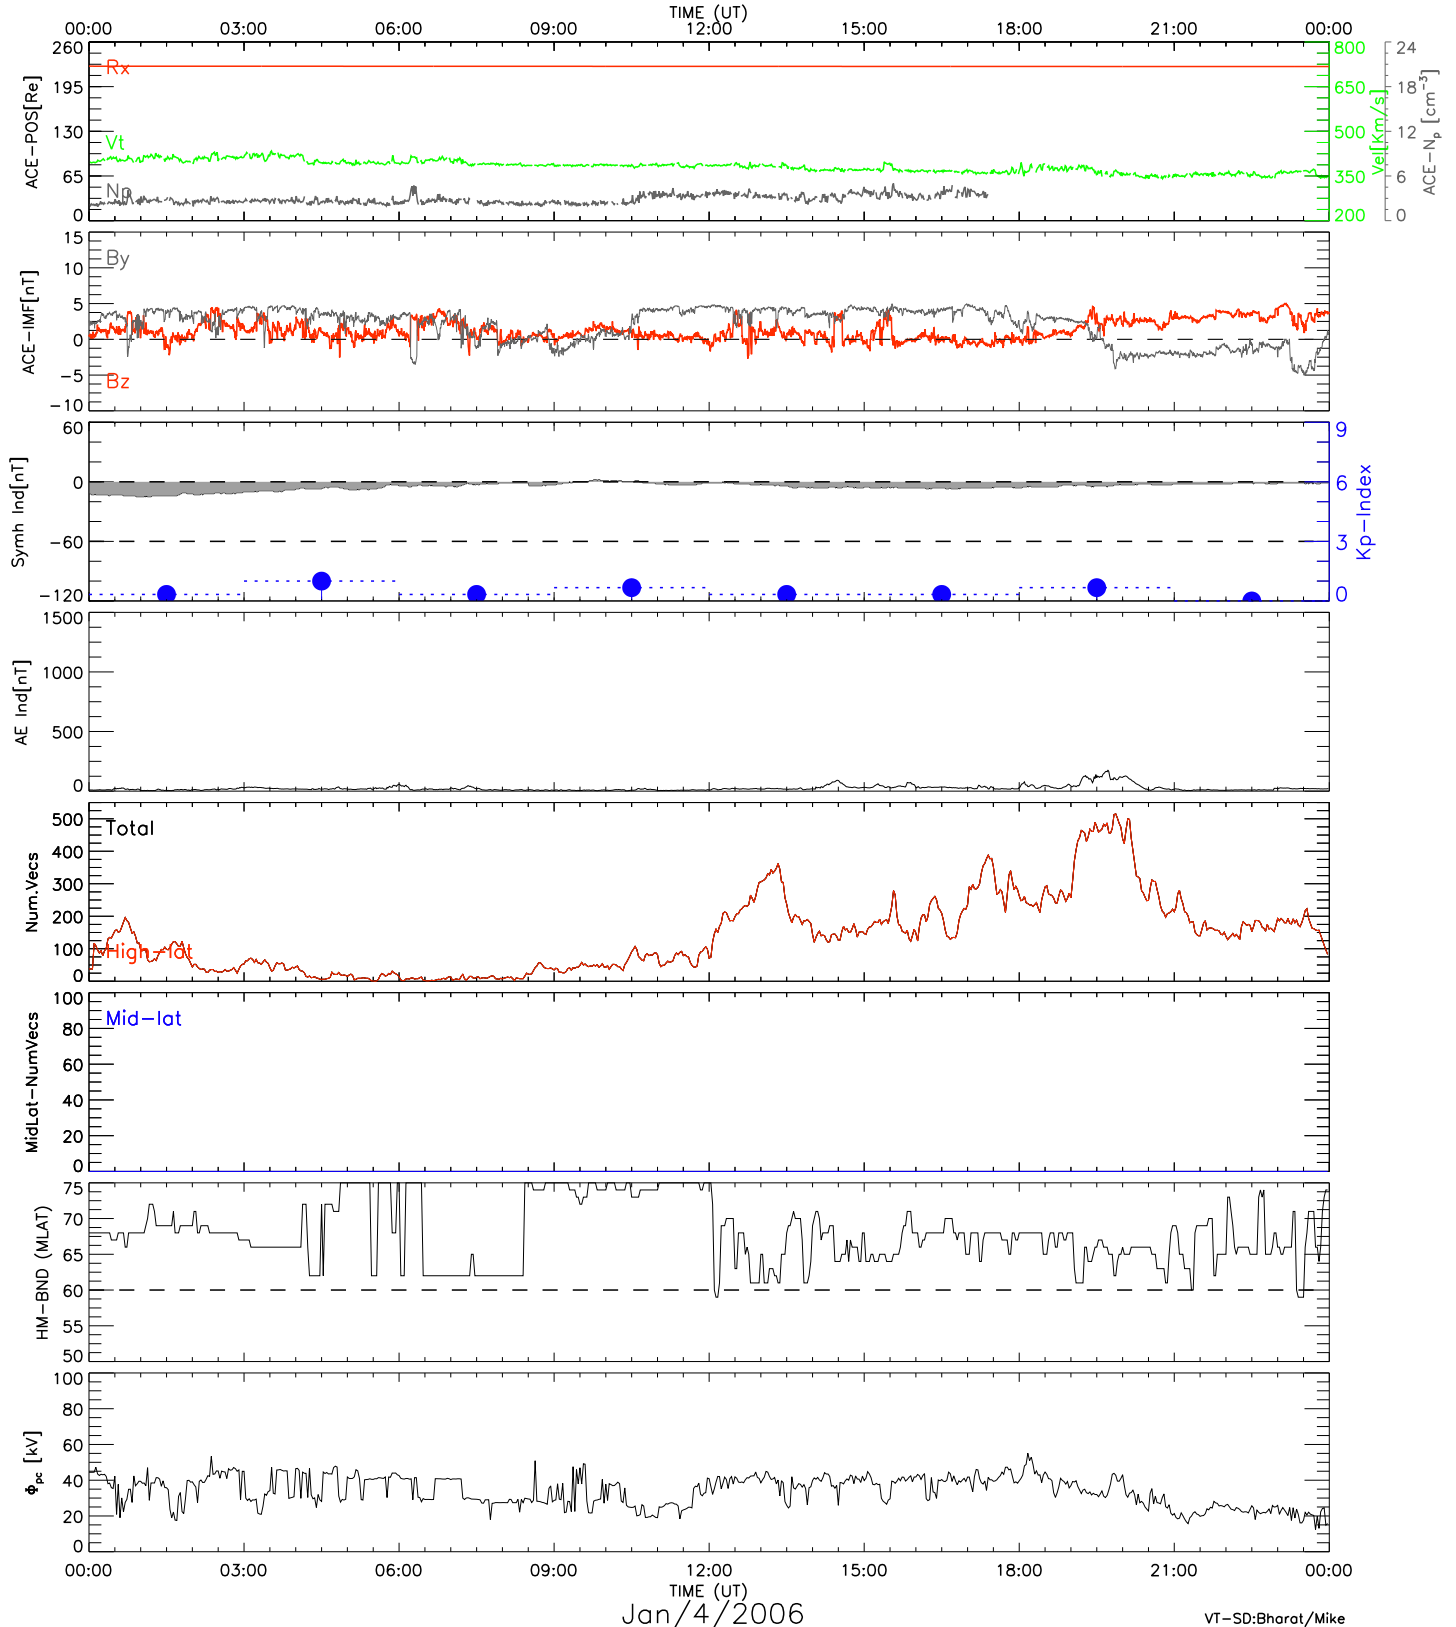 TIME (UT)
00:00 03:00 06:00 09:00 12:00 15:00 18:00 21:00 00:00
260 195 130 65 0
ACE-POS[Re]
Rx
Vt
Np
800 650 500 350 200
Vel[Km/s]
24 18 12 6 0
ACE-Np [cm-3]
15 10 5 0 -5 -10
ACE-IMF[nT]
By
Bz
60 0 -60 -120
Symh Ind[nT]
9 6 3 0
Kp-Index
1500 1000 500 0
AE Ind[nT]
500 400 300 200 100 0
Num.Vecs
Total
High-lat
100 80 60 40 20 0
MidLat-NumVecs
Mid-lat
75 70 65 60 55 50
HM-BND (MLAT)
100 80 60 40 20 0
Φpc [kV]
00:00 03:00 06:00 09:00 12:00 15:00 18:00 21:00 00:00
TIME (UT)
Jan/4/2006
VT-SD:Bharat/Mike